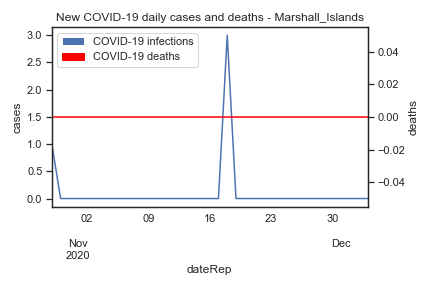 New COVID-19 daily cases and deaths - Marshall_Islands
COVID-19 infections
COVID-19 deaths
3.0
2.5
2.0
1.5
1.0
0.5
0.0
cases
0.04
0.02
0.00
−0.02
−0.04
deaths
02 09 16 23 30
Nov Dec
2020
dateRep